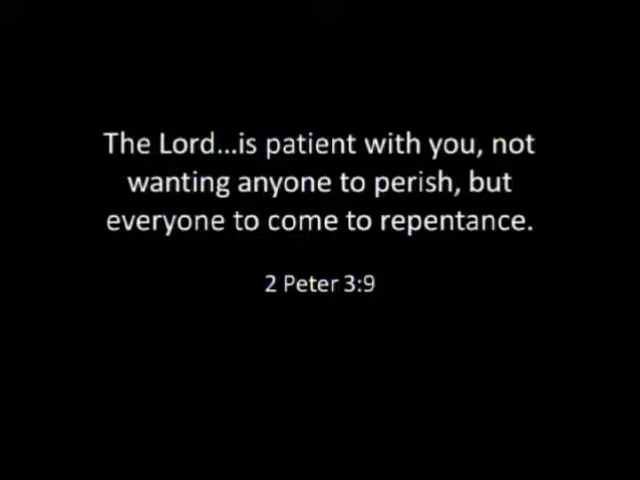 The Lord...is patient with you, not
wanting anyone to perish, but
everyone to come to repentance.
2 Peter 3:9